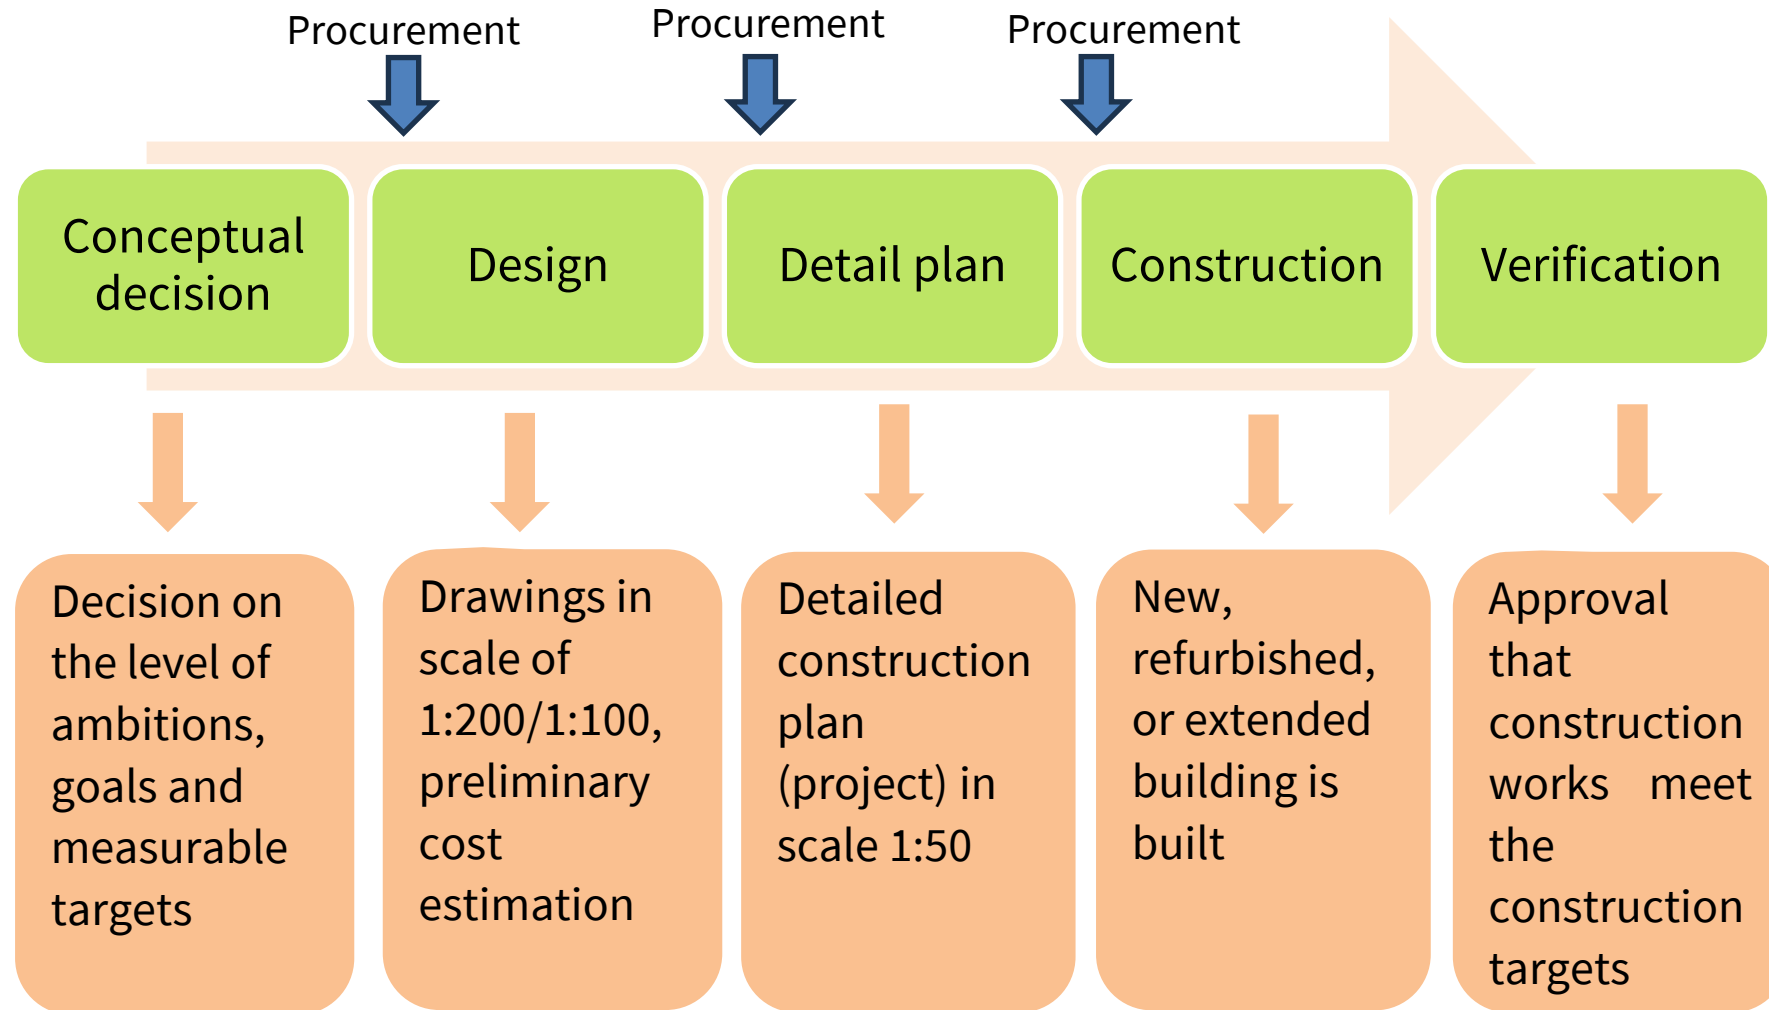 Procurement
Procurement
Procurement
Conceptual
decision
Design
Detail plan
Construction
Verification
Decision on
the level of
ambitions,
goals and
measurable
targets
Drawings in
scale of
1:200/1:100,
preliminary
cost
estimation
Detailed
construction
plan
(project) in
scale 1:50
New,
refurbished,
or extended
building is
built
Approval
that
construction
works meet
the
construction
targets